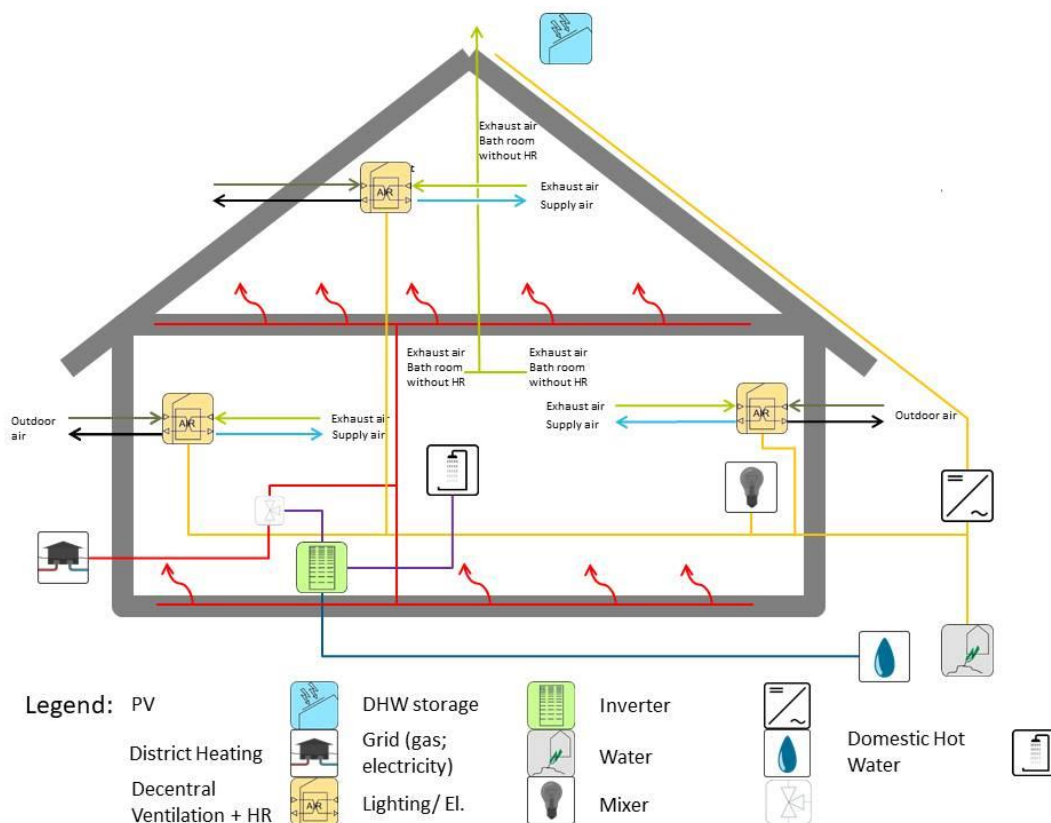 Exhaust air
Bath room
without HR
AIR
Exhaust air
Supply air
Exhaust air
Bath room
without HR
Exhaust air
Bath room
without HR
Outdoor
air
AIR
Exhaust air
Supply air
Exhaust air
Supply air
AIR
Outdoor air
Legend:
PV
DHW storage
Inverter
District Heating
Grid (gas;
electricity)
Water
Domestic Hot
Water
Decentral
Ventilation + HR
AIR
Lighting/ El.
Mixer